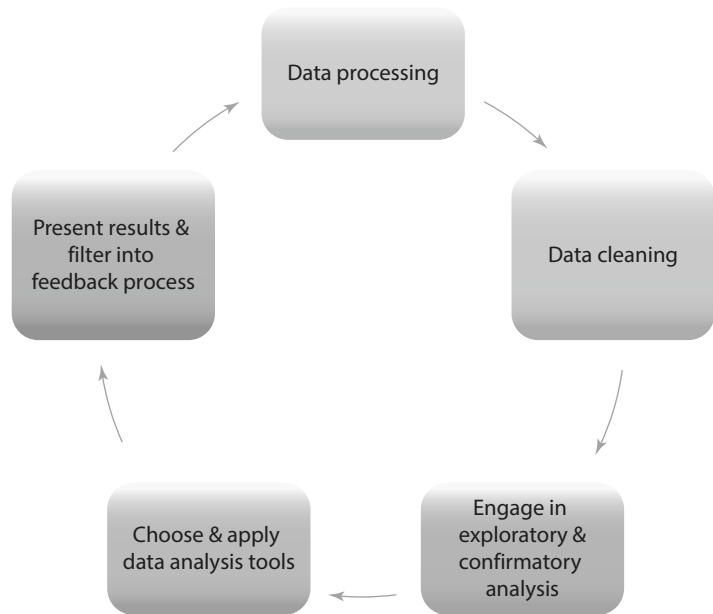 Data processing
Data cleaning
Engage in
exploratory &
confirmatory
analysis
Choose & apply
data analysis tools
Present results &
filter into
feedback process